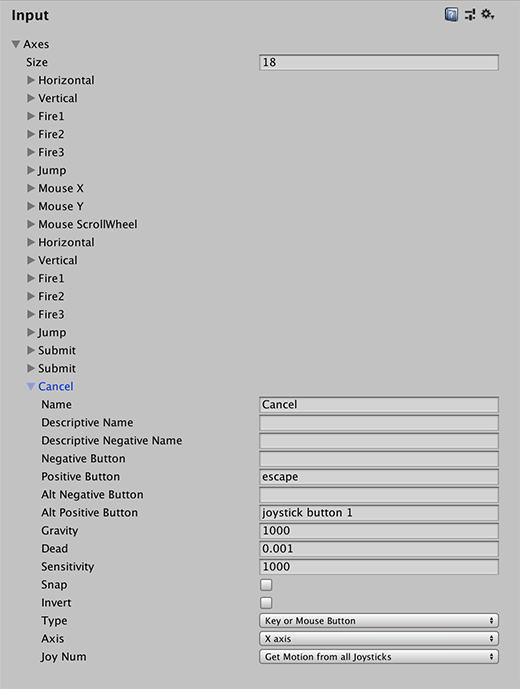 Input
Axes
Size 18
Horizontal
Vertical
Fire1
Fire2
Fire3
Jump
Mouse X
Mouse Y
Mouse ScrollWheel
Horizontal
Vertical
Fire1
Fire2
Fire3
Jump
Submit
Submit
Cancel
Name Cancel
Descriptive Name
Descriptive Negative Name
Negative Button
Positive Button escape
Alt Negative Button
Alt Positive Button joystick button 1
Gravity 1000
Dead 0.001
Sensitivity 1000
Snap
Invert
Type Key or Mouse Button
Axis X axis
Joy Num Get Motion from all Joysticks